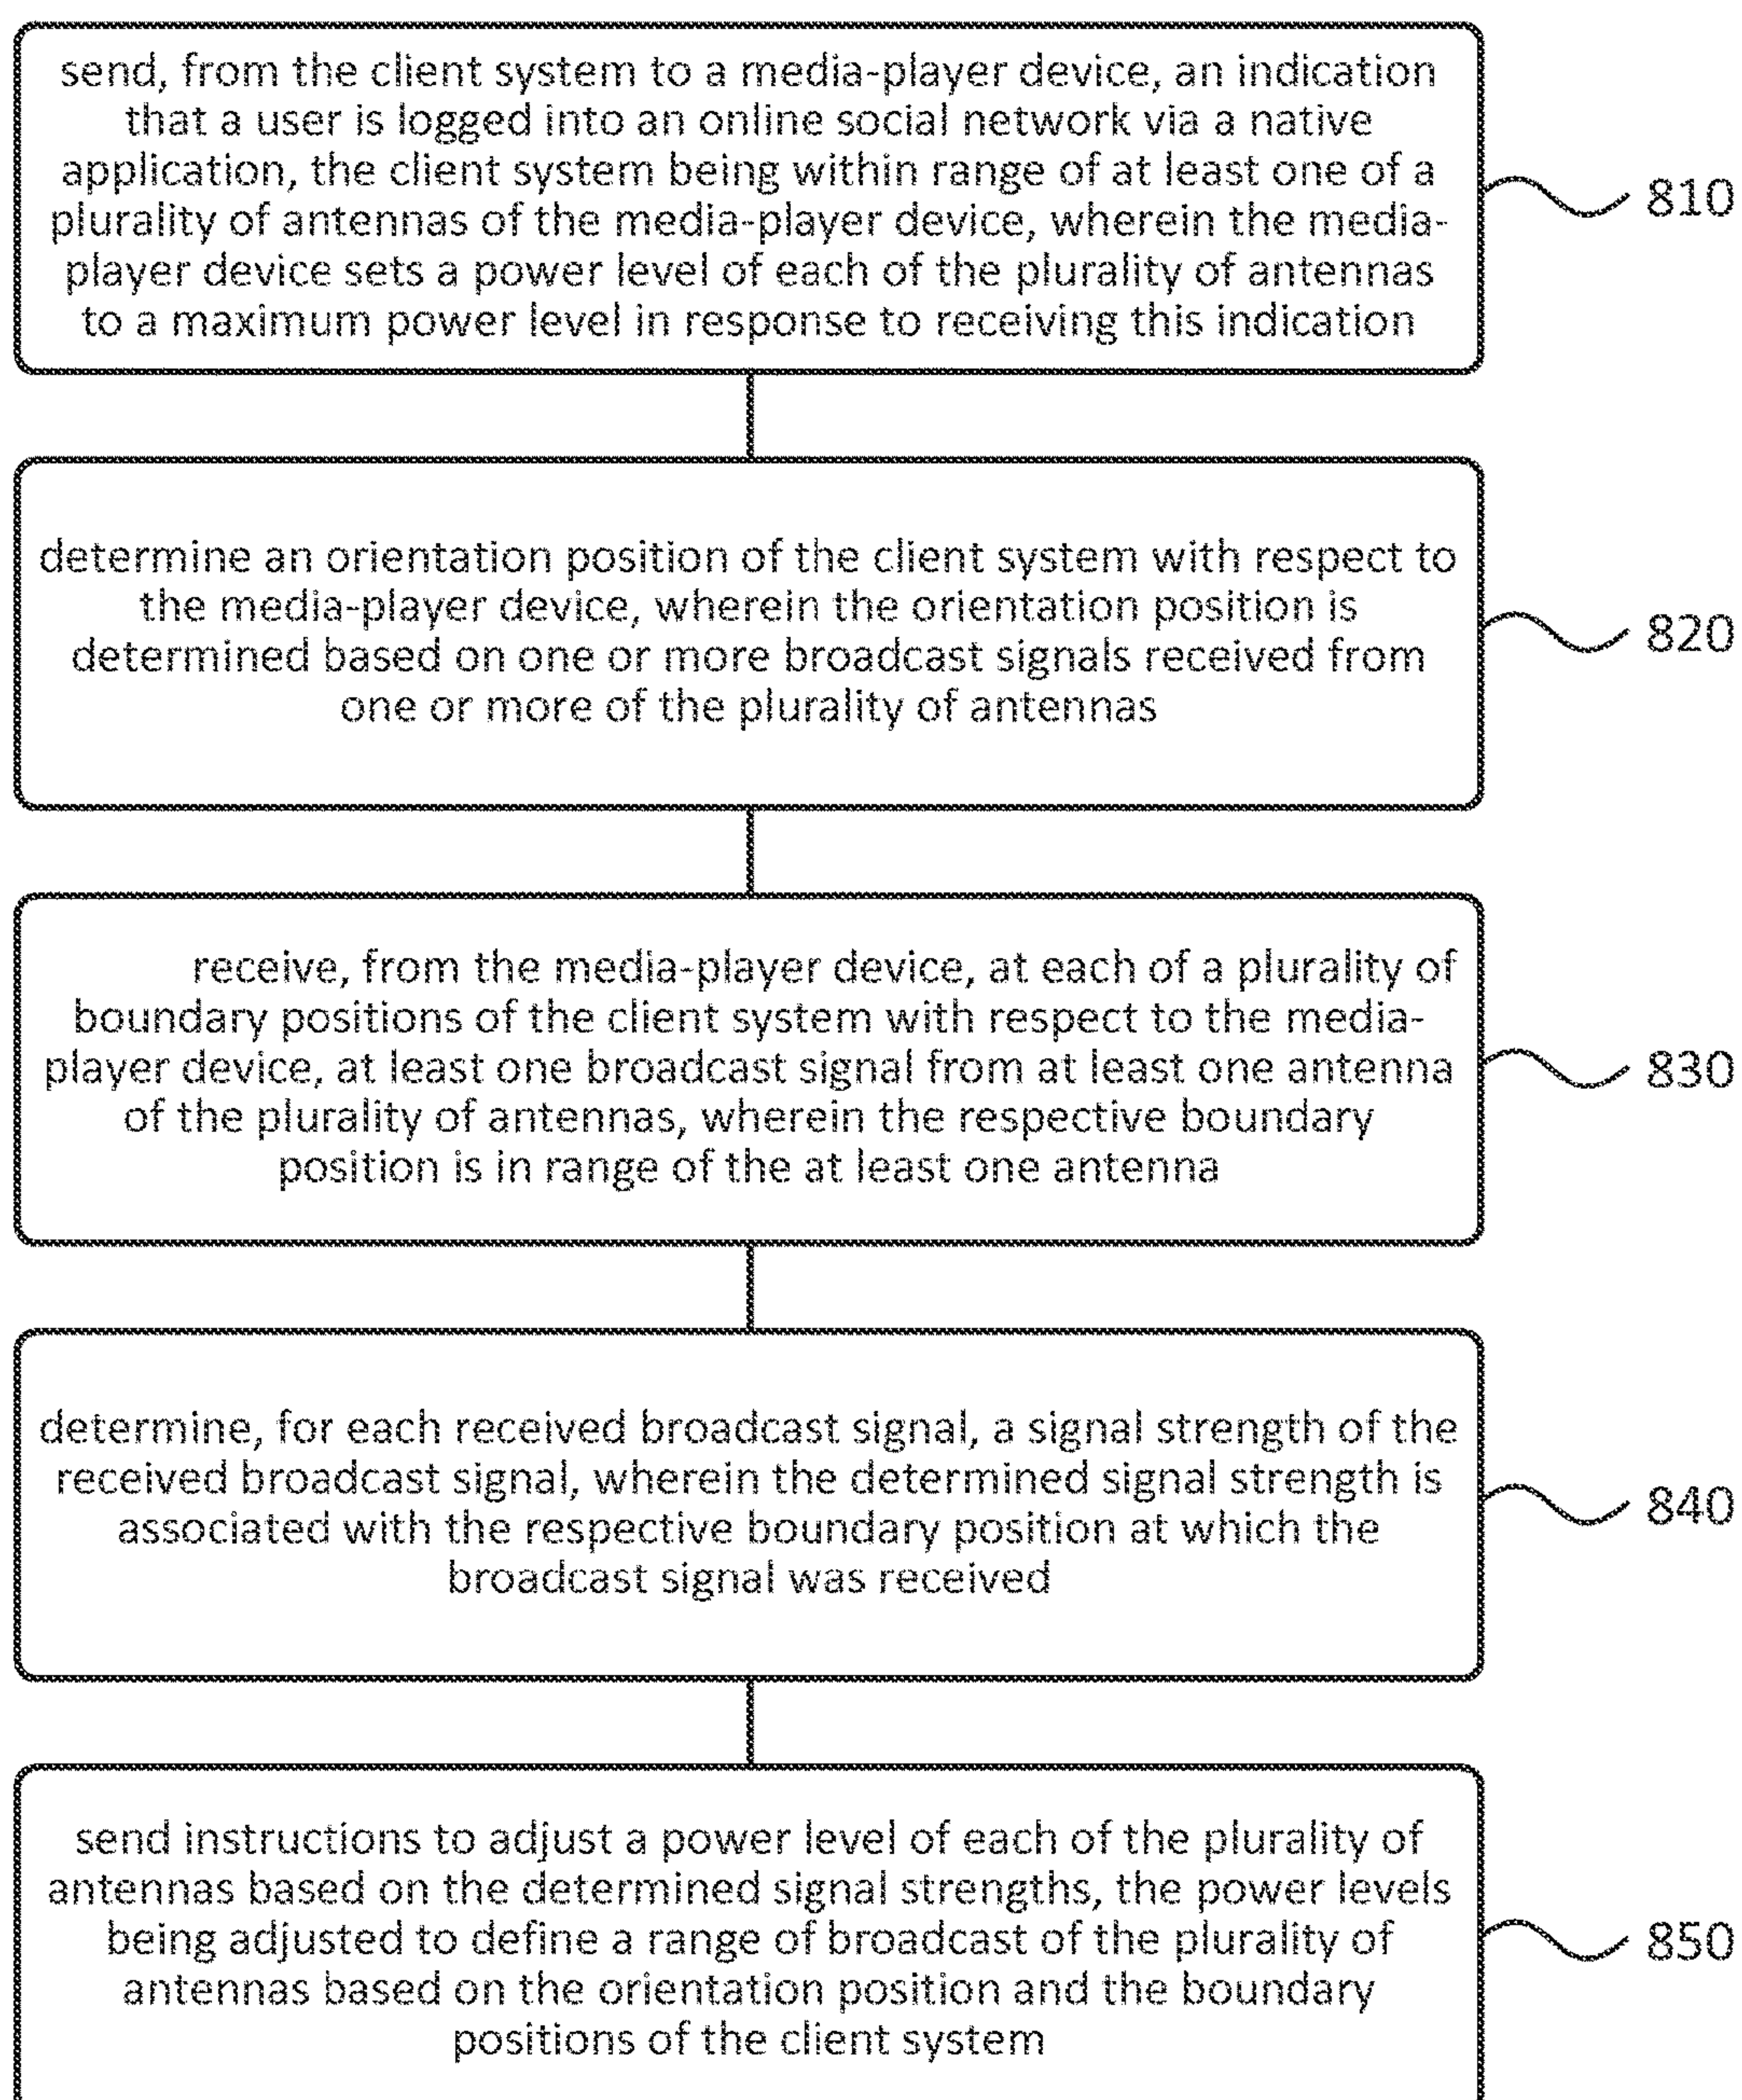 send, from the client system to a media-player device, an indication
that a user is logged into an online social network via a native
application, the client system being within range of at least one of a
plurality of antennas of the media-player device, wherein the media-
player device sets a power level of each of the plurality of antennas
to a maximum power level in response to receiving this indication
810
determine an orientation position of the client system with respect to
the media-player device, wherein the orientation position is
determined based on one or more broadcast signals received from
one or more of the plurality of antennas
820
receive, from the media-player device, at each of a plurality of
boundary positions of the client system with respect to the media-
player device, at least one broadcast signal from at least one antenna
of the plurality of antennas, wherein the respective boundary
position is in range of the at least one antenna
830
determine, for each received broadcast signal, a signal strength of the
received broadcast signal, wherein the determined signal strength is
associated with the respective boundary position at which the
broadcast signal was received
840
send instructions to adjust a power level of each of the plurality of
antennas based on the determined signal strengths, the power levels
being adjusted to define a range of broadcast of the plurality of
antennas based on the orientation position and the boundary
positions of the client system
850